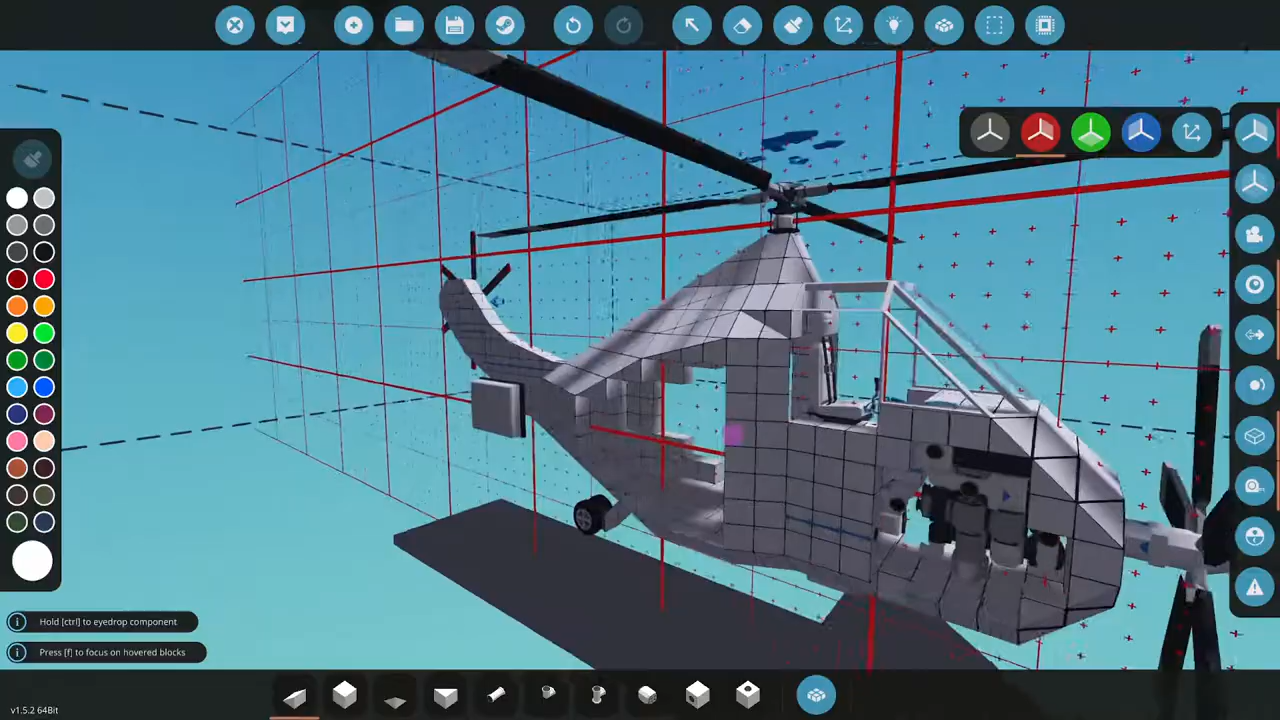 Hold [ctrl] to eyedrop component
Press [f] to focus on hovered blocks
v1.5.2 64Bit